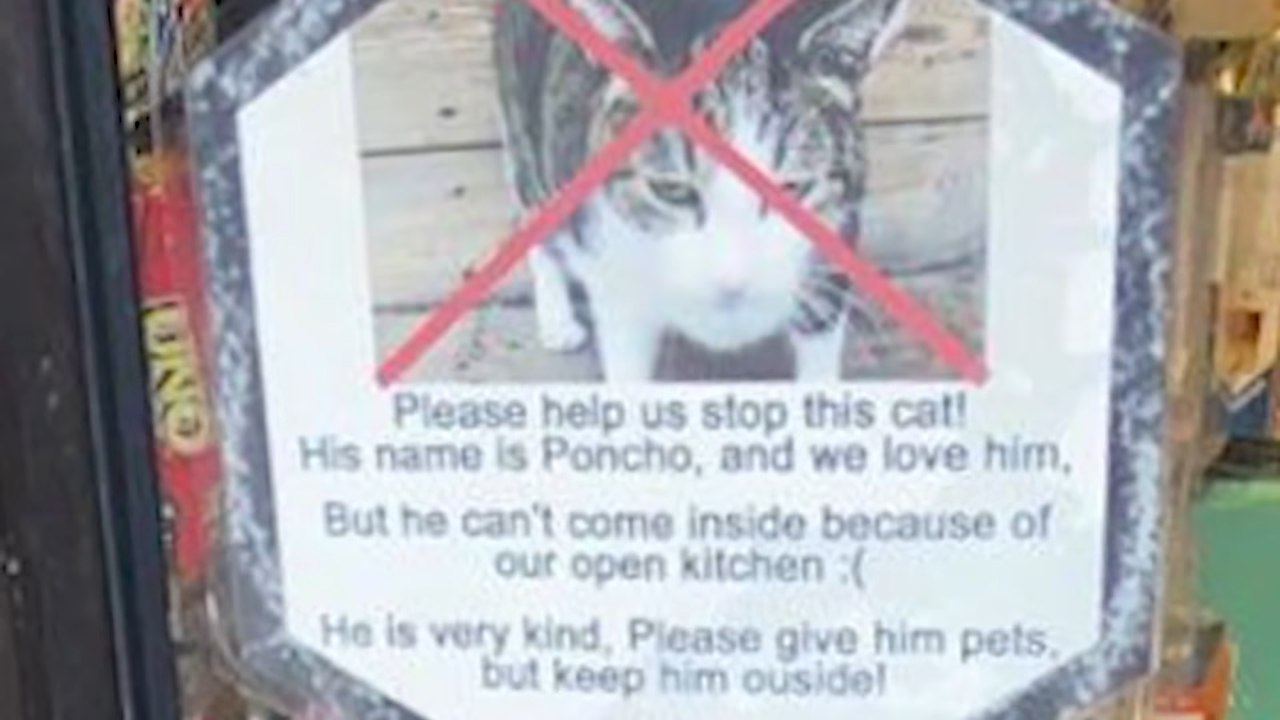 UNO
Please help us stop this cat!
His name is Poncho, and we love him,
But he can't come inside because of
our open kitchen :(
He is very kind, Please give him pets,
but keep him ouside!